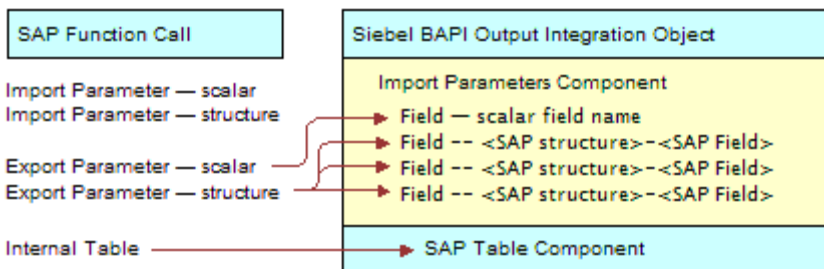 SAP Function Call
Siebel BAPI Output Integration Object
Import Parameters Component
Import Parameter — scalar
Import Parameter — structure
Field — scalar field name
Field -- <SAP structure>-<SAP Field>
Export Parameter — scalar
Field -- <SAP structure>-<SAP Field>
Export Parameter — structure
Field -- <SAP structure>-<SAP Field>
Internal Table
SAP Table Component